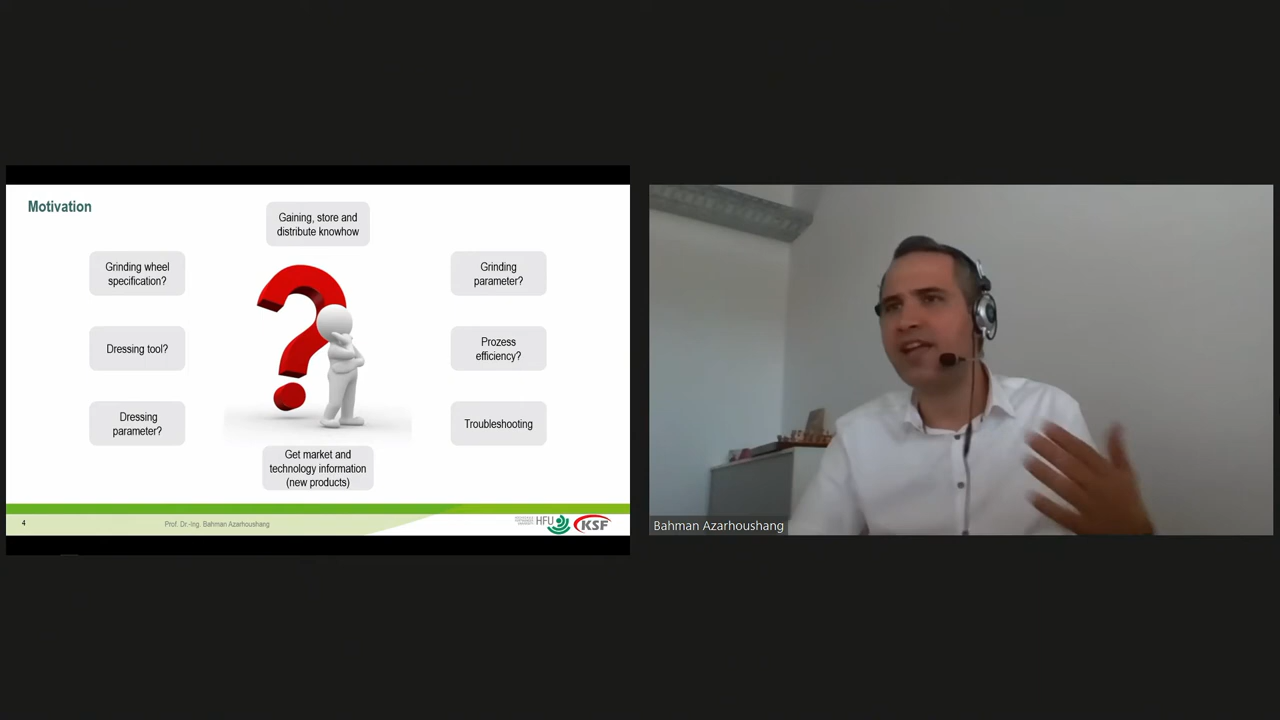 Motivation
Gaining, store and
distribute knowhow
Grinding wheel
specification?
Grinding
parameter?
Dressing tool?
Prozess
efficiency?
Dressing
parameter?
Troubleshooting
Get market and
technology information
(new products)
4
Prof. Dr.-Ing. Bahman Azarhoushang
HFU
KSF
Bahman Azarhoushang